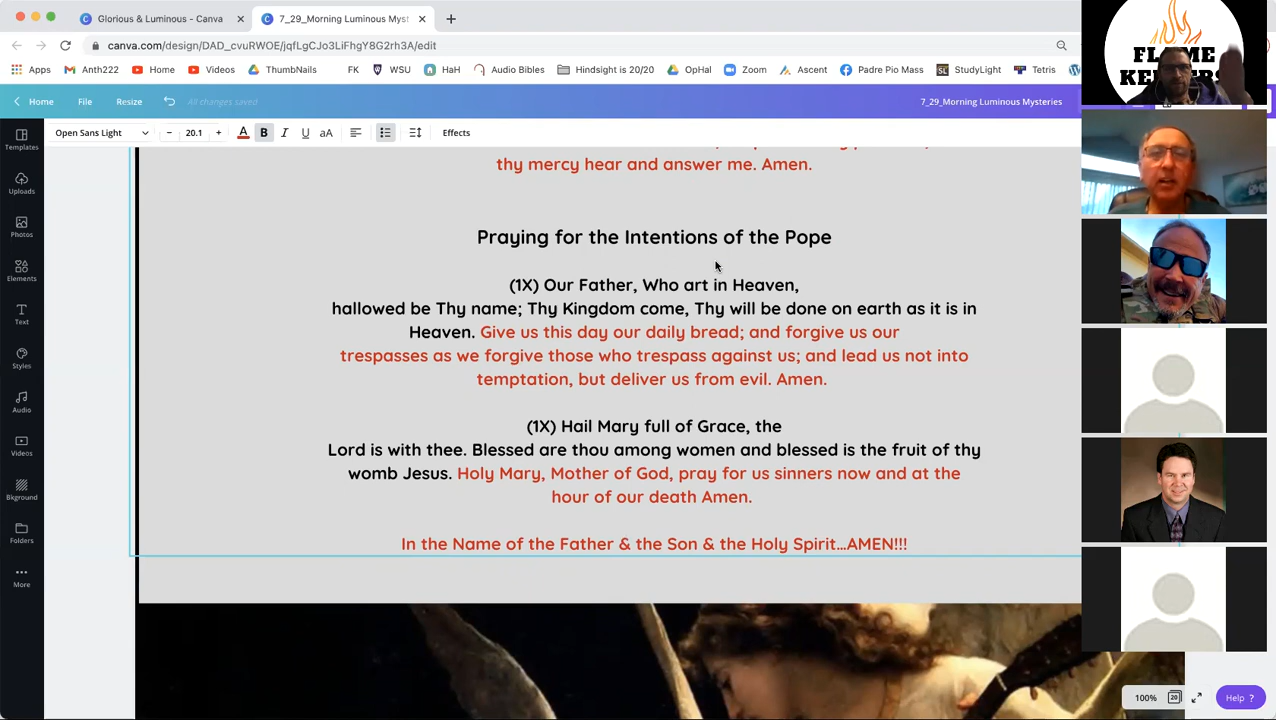 Glorious & Luminous - Canva
7_29_Morning Luminous Myst
canva.com/design/DAD_cvuRWOE/jqfLgCJo3LiFhgY8G2rh3A/edit
Apps Anth222 Home Videos ThumbNails FK WSU HaH Audio Bibles Hindsight is 20/20 OpHal Zoom Ascent Padre Pio Mass StudyLight Tetris
Home File Resize All changes saved 7_29_Morning Luminous Mysteries
Open Sans Light 20.1 A B I U aA Effects
Templates
Uploads
Photos
Elements
Text
Styles
Audio
Videos
Bkground
Folders
More
thy mercy hear and answer me. Amen.
Praying for the Intentions of the Pope
(1X) Our Father, Who art in Heaven,
hallowed be Thy name; Thy Kingdom come, Thy will be done on earth as it is in
Heaven. Give us this day our daily bread; and forgive us our
trespasses as we forgive those who trespass against us; and lead us not into
temptation, but deliver us from evil. Amen.
(1X) Hail Mary full of Grace, the
Lord is with thee. Blessed are thou among women and blessed is the fruit of thy
womb Jesus. Holy Mary, Mother of God, pray for us sinners now and at the
hour of our death Amen.
In the Name of the Father & the Son & the Holy Spirit...AMEN!!!
100% 20 Help ?